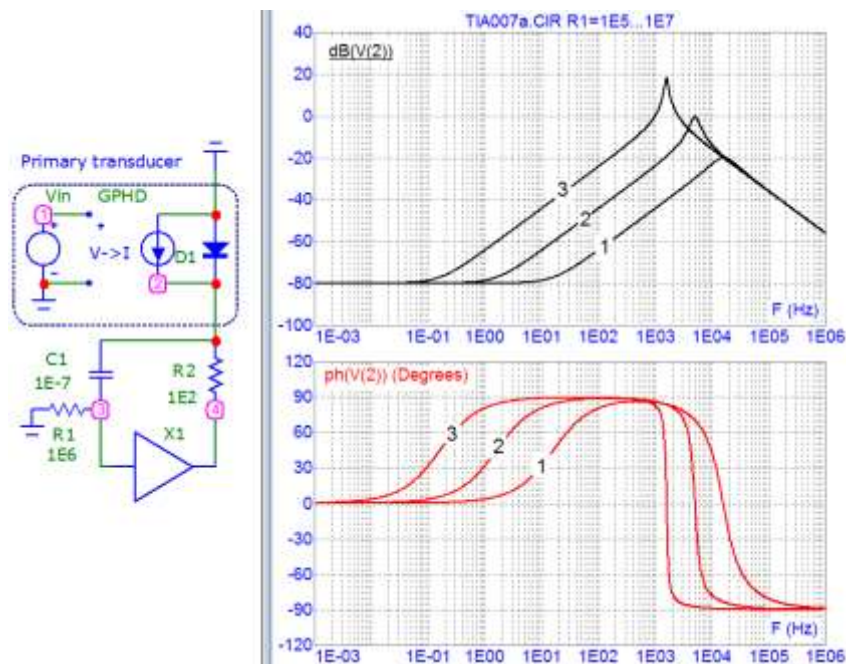 TIA007a.CIR R1=1E5...1E7
Primary transducer
Vin GPHD
1
+
+
V->I
D1
-
2
C1
1E-7
R2
1E2
3
4
R1
1E6
X1
dB(V(2))
40
20
0
-20
-40
-60
-80
-100
3
2
1
F (Hz)
1E-03 1E-01 1E00 1E01 1E02 1E03 1E04 1E05 1E06
ph(V(2)) (Degrees)
120
90
60
30
0
-30
-60
-90
-120
3
2
1
F (Hz)
1E-03 1E-01 1E00 1E01 1E02 1E03 1E04 1E05 1E06